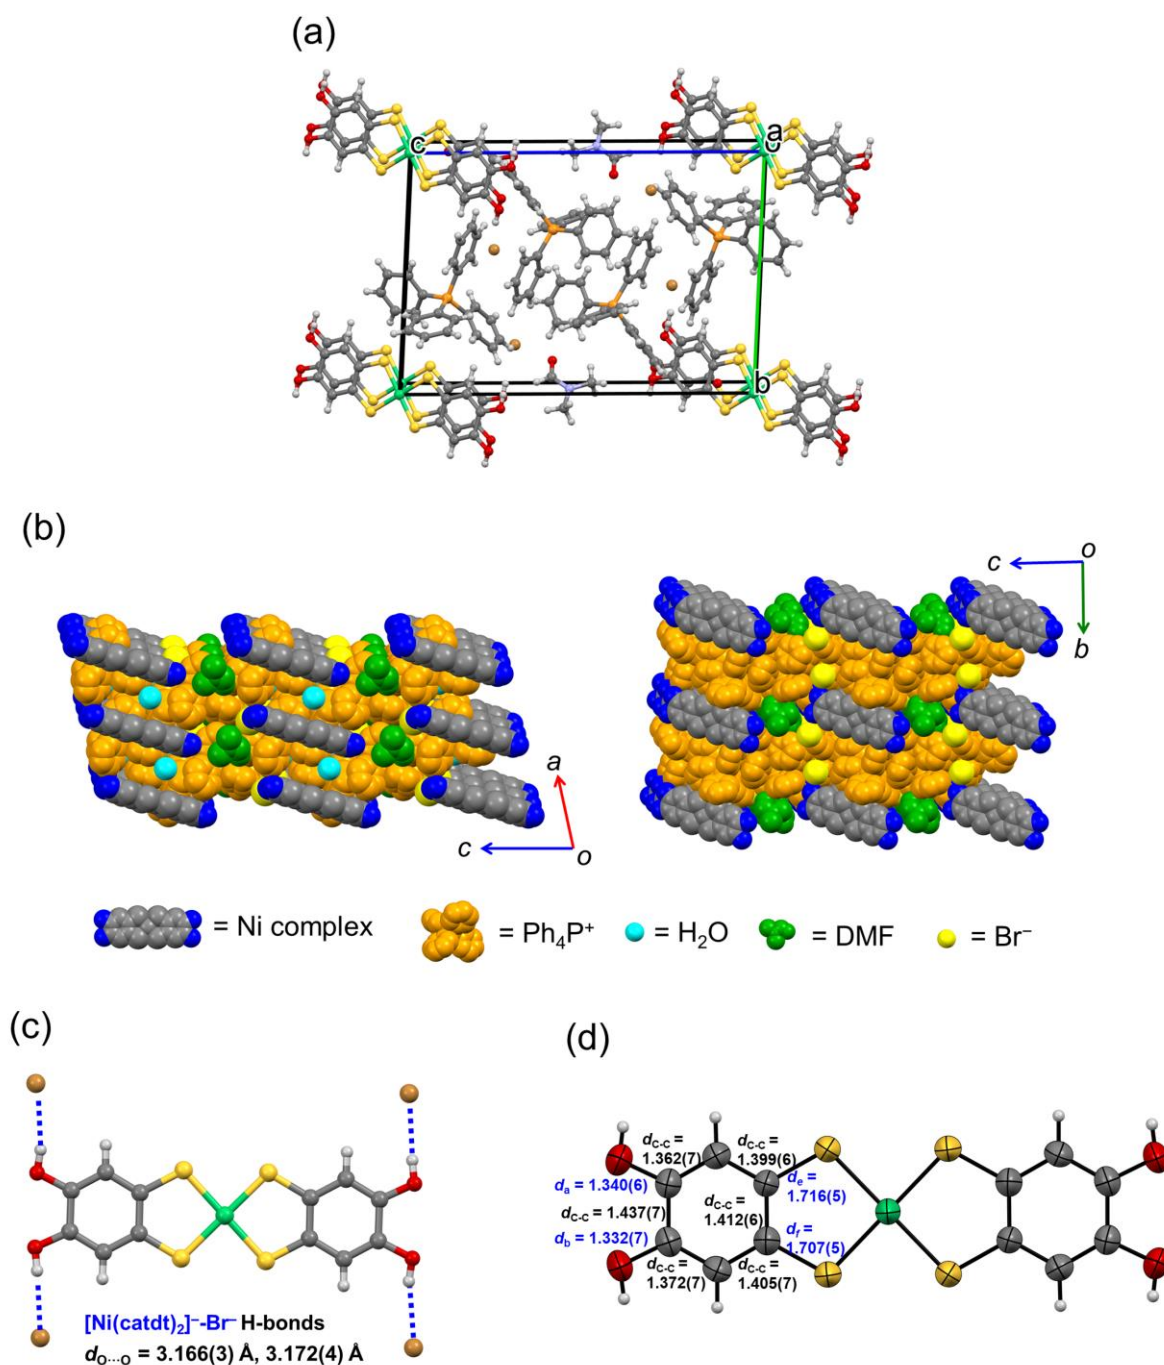 (a)
c
a
b
(b)
a
c
o
c
o
b
= Ni complex
= Ph₄P⁺
= H₂O
= DMF
= Br⁻
(c)
[Ni(catdt)₂]⁻-Br⁻ H-bonds
d_O···O = 3.166(3) Å, 3.172(4) Å
(d)
d_C-C =
1.362(7)
d_C-C =
1.399(6)
d_a = 1.340(6)
d_e =
1.716(5)
d_C-C = 1.437(7)
d_C-C =
1.412(6)
d_b = 1.332(7)
d_f =
1.707(5)
d_C-C =
1.372(7)
d_C-C =
1.405(7)